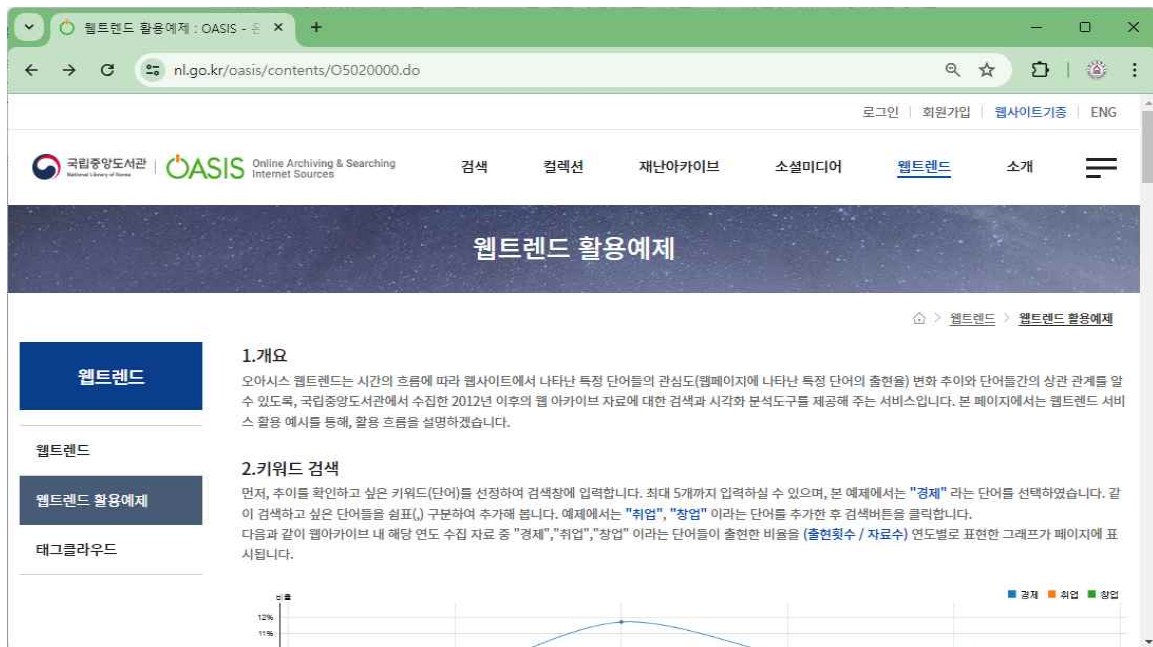 웹트렌드 활용예제 : OASIS - 온
nl.go.kr/oasis/contents/O5020000.do
로그인 회원가입 웹사이트기증 ENG
국립중앙도서관 OASIS Online Archiving & Searching
National Library of Korea Internet Sources
검색 컬렉션 재난아카이브 소셜미디어 웹트렌드 소개
웹트렌드 활용예제
웹트렌드 > 웹트렌드 활용예제
웹트렌드
웹트렌드
웹트렌드 활용예제
태그클라우드
1.개요
오아시스 웹트렌드는 시간의 흐름에 따라 웹사이트에서 나타난 특정 단어들의 관심도(웹페이지에 나타난 특정 단어의 출현율) 변화 추이와 단어들간의 상관 관계를 알
수 있도록, 국립중앙도서관에서 수집한 2012년 이후의 웹 아카이브 자료에 대한 검색과 시각화 분석도구를 제공해 주는 서비스입니다. 본 페이지에서는 웹트렌드 서비
스 활용 예시를 통해, 활용 흐름을 설명하겠습니다.
2.키워드 검색
먼저, 추이를 확인하고 싶은 키워드(단어)를 선정하여 검색창에 입력합니다. 최대 5개까지 입력하실 수 있으며, 본 예제에서는 "경제" 라는 단어를 선택하였습니다. 같
이 검색하고 싶은 단어들을 쉼표(,) 구분하여 추가해 봅니다. 예제에서는 "취업", "창업" 이라는 단어를 추가한 후 검색버튼을 클릭합니다.
다음과 같이 웹아카이브 내 해당 연도 수집 자료 중 "경제","취업","창업" 이라는 단어들이 출현한 비율을 (출현횟수 / 자료수) 연도별로 표현한 그래프가 페이지에 표
시됩니다.
비율
경제 취업 창업
12%
11%